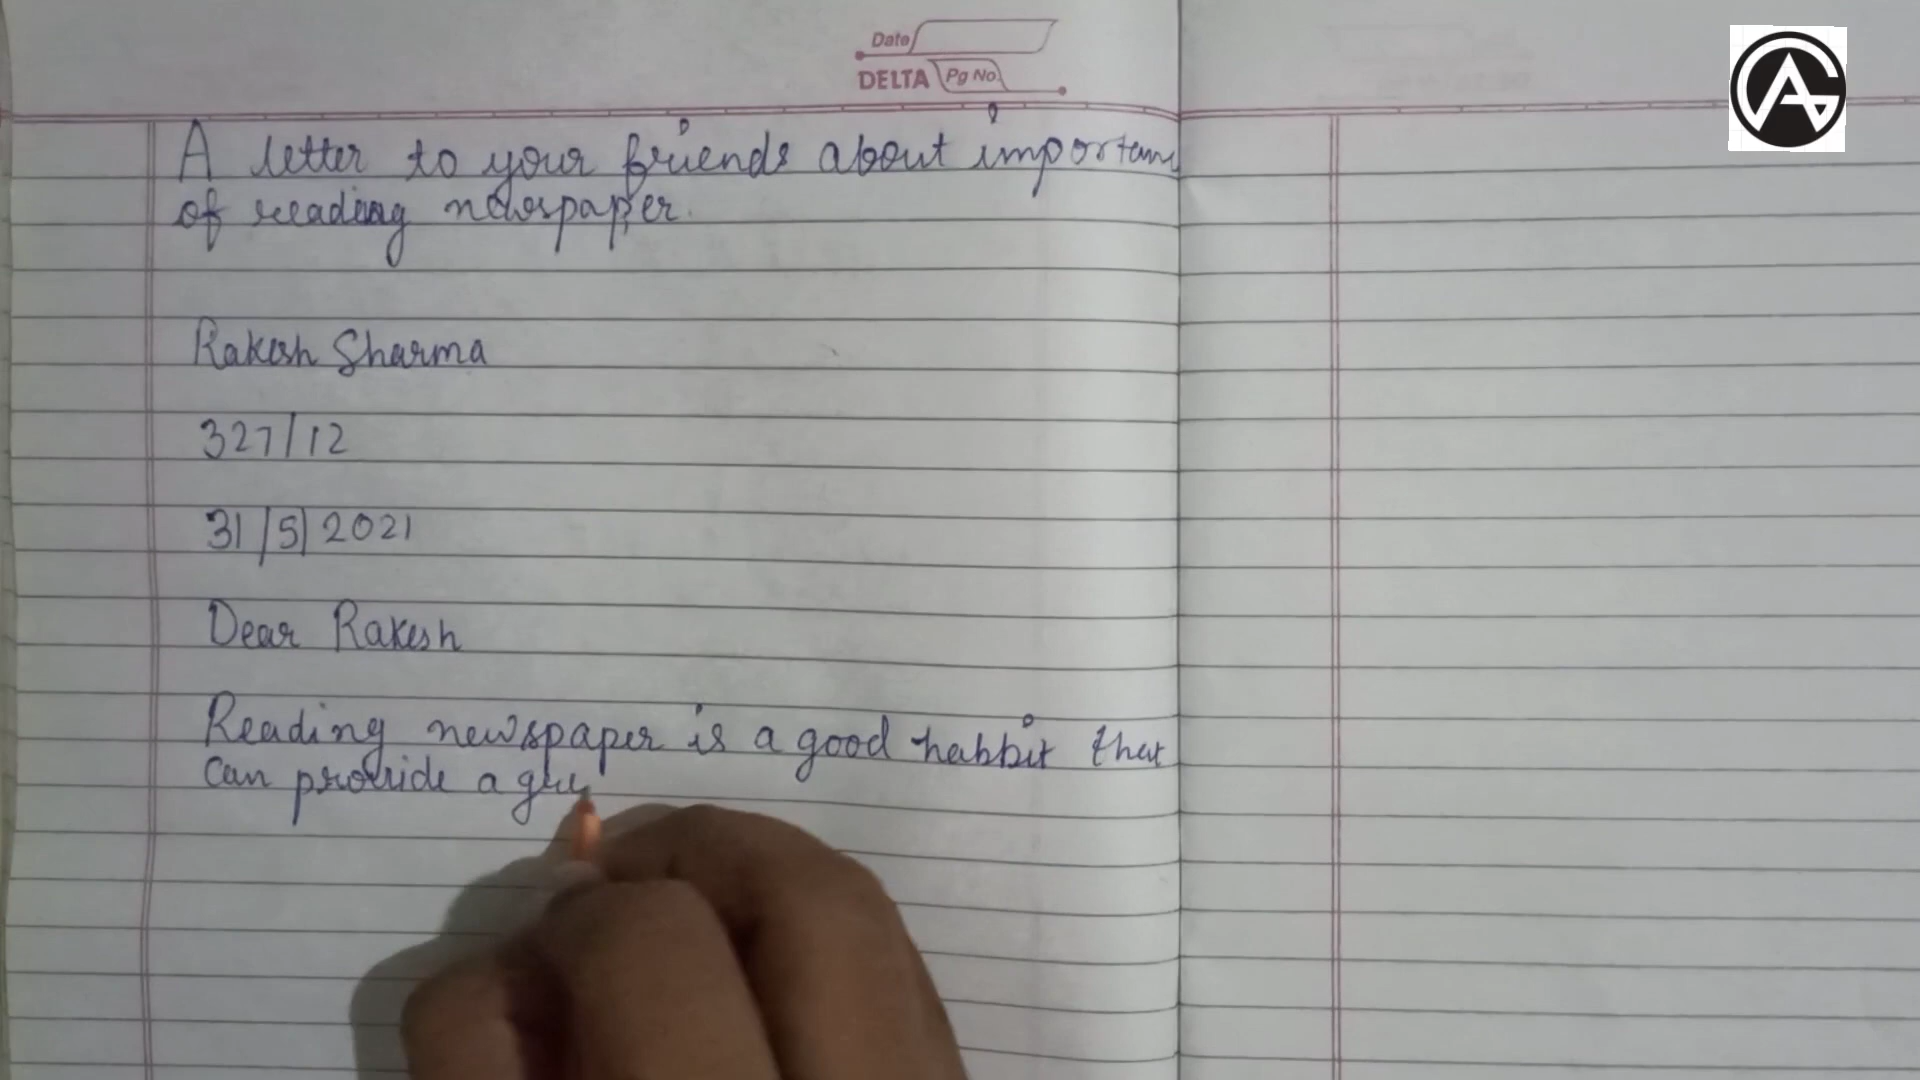 Date
DELTA Pg No.
A letter to your friends about importanc
of reading newspaper.
Rakesh Sharma
327/12
31/5/2021
Dear Rakesh
Reading newspaper is a good habbit that
can provide a